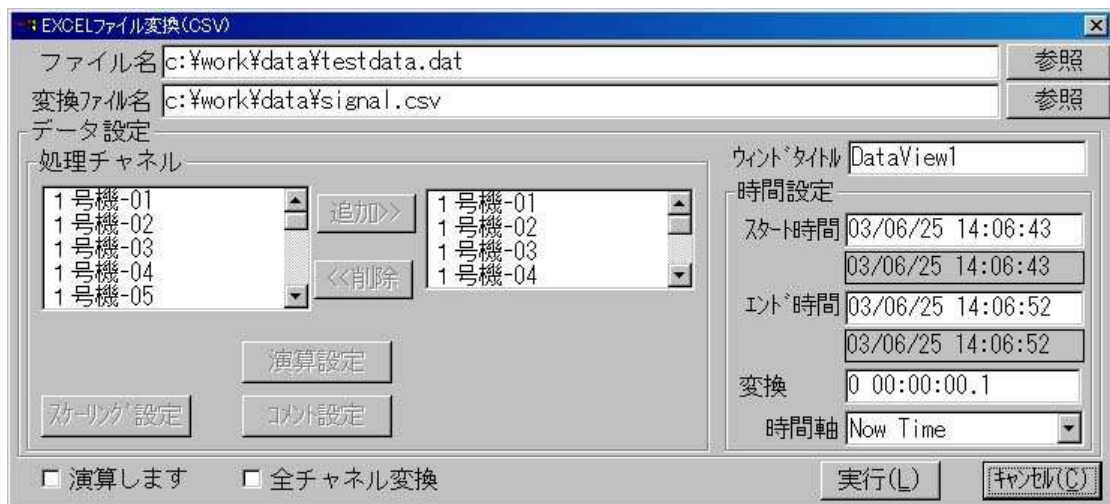 EXCELファイル変換(CSV)
ファイル名 c:¥work¥data¥testdata.dat 参照
変換ﾌｧｲﾙ名 c:¥work¥data¥signal.csv 参照
データ設定
処理チャネル
1号機-01
1号機-02
1号機-03
1号機-04
1号機-05
追加>>
<<削除
1号機-01
1号機-02
1号機-03
1号機-04
演算設定
ｽｹｰﾘﾝｸﾞ設定 ｺﾒﾝﾄ設定
ｳｨﾝﾄﾞﾀｲﾄﾙ DataView1
時間設定
ｽﾀｰﾄ時間 03/06/25 14:06:43
03/06/25 14:06:43
ｴﾝﾄﾞ時間 03/06/25 14:06:52
03/06/25 14:06:52
変換 0 00:00:00.1
時間軸 Now Time
演算します 全チャネル変換 実行(L) ｷｬﾝｾﾙ(C)